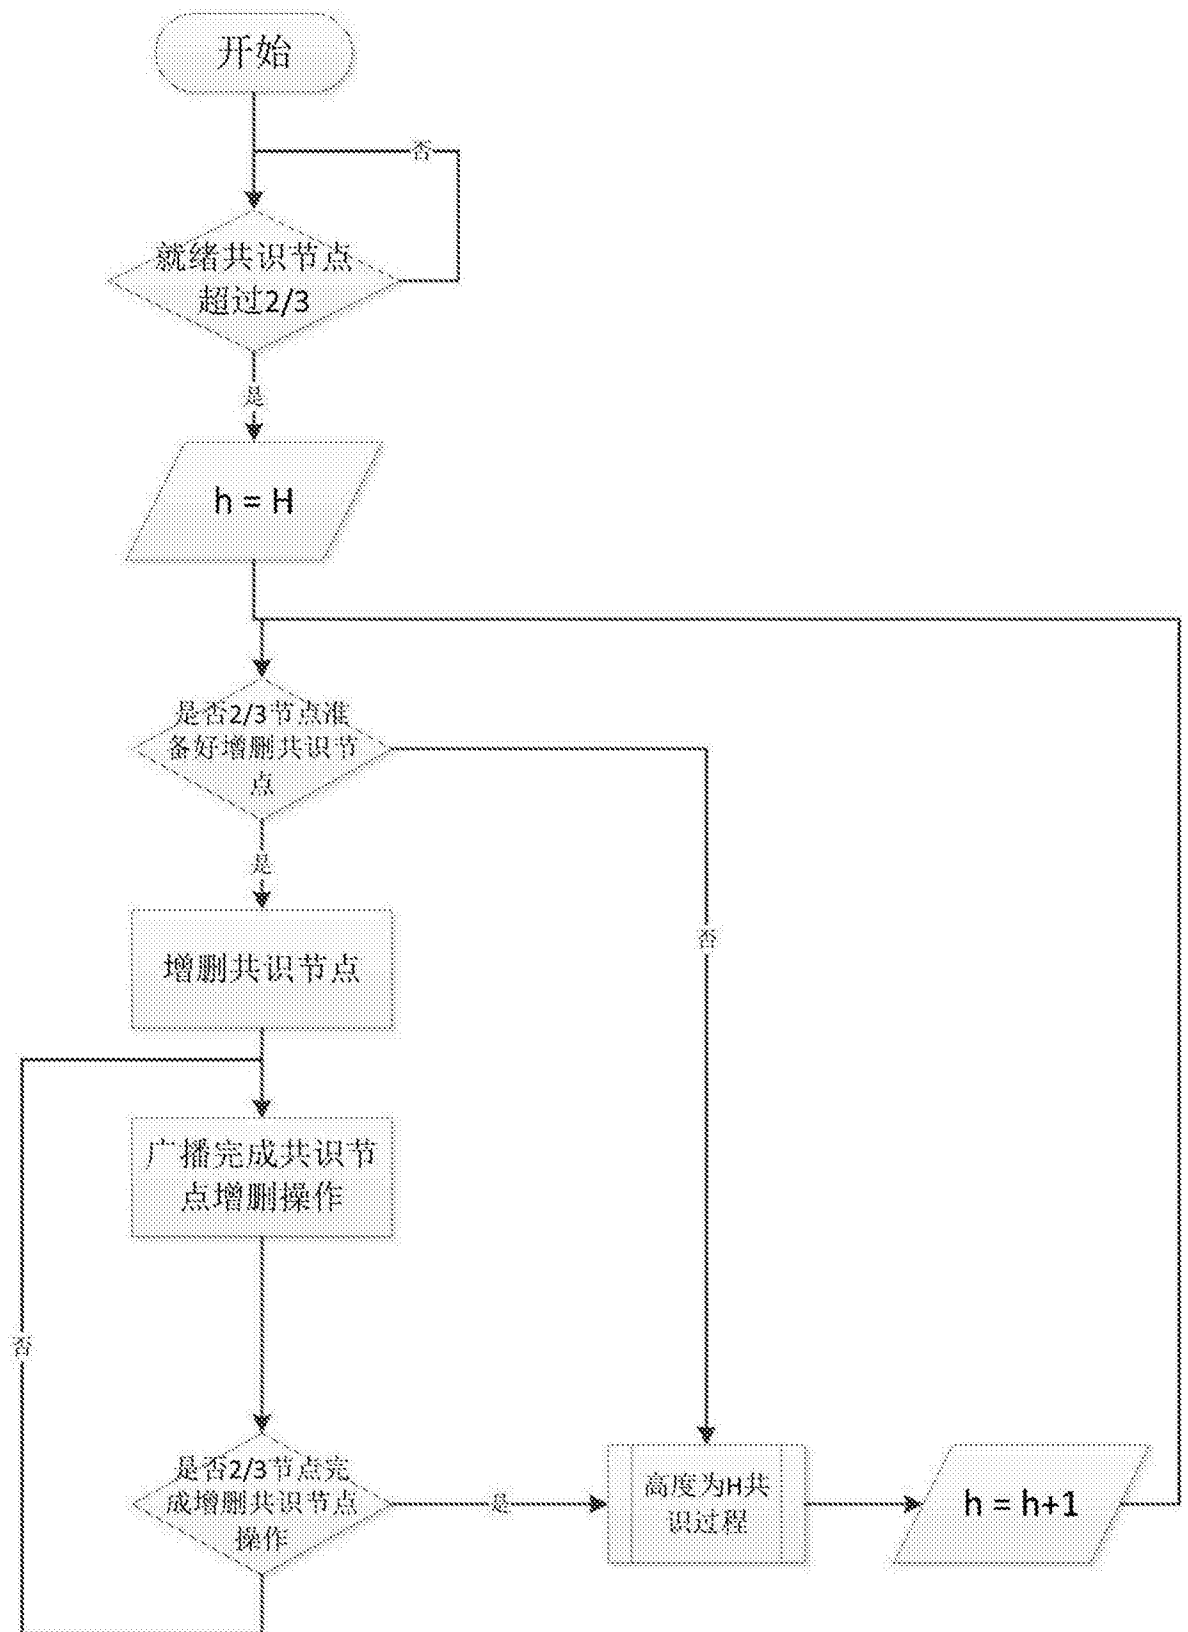 开始
否
就绪共识节点
超过2/3
是
h = H
是否2/3节点准
备好增删共识节
点
是
否
增删共识节点
广播完成共识节
点增删操作
否
是否2/3节点完
成增删共识节点
操作
是
高度为H共
识过程
h = h+1